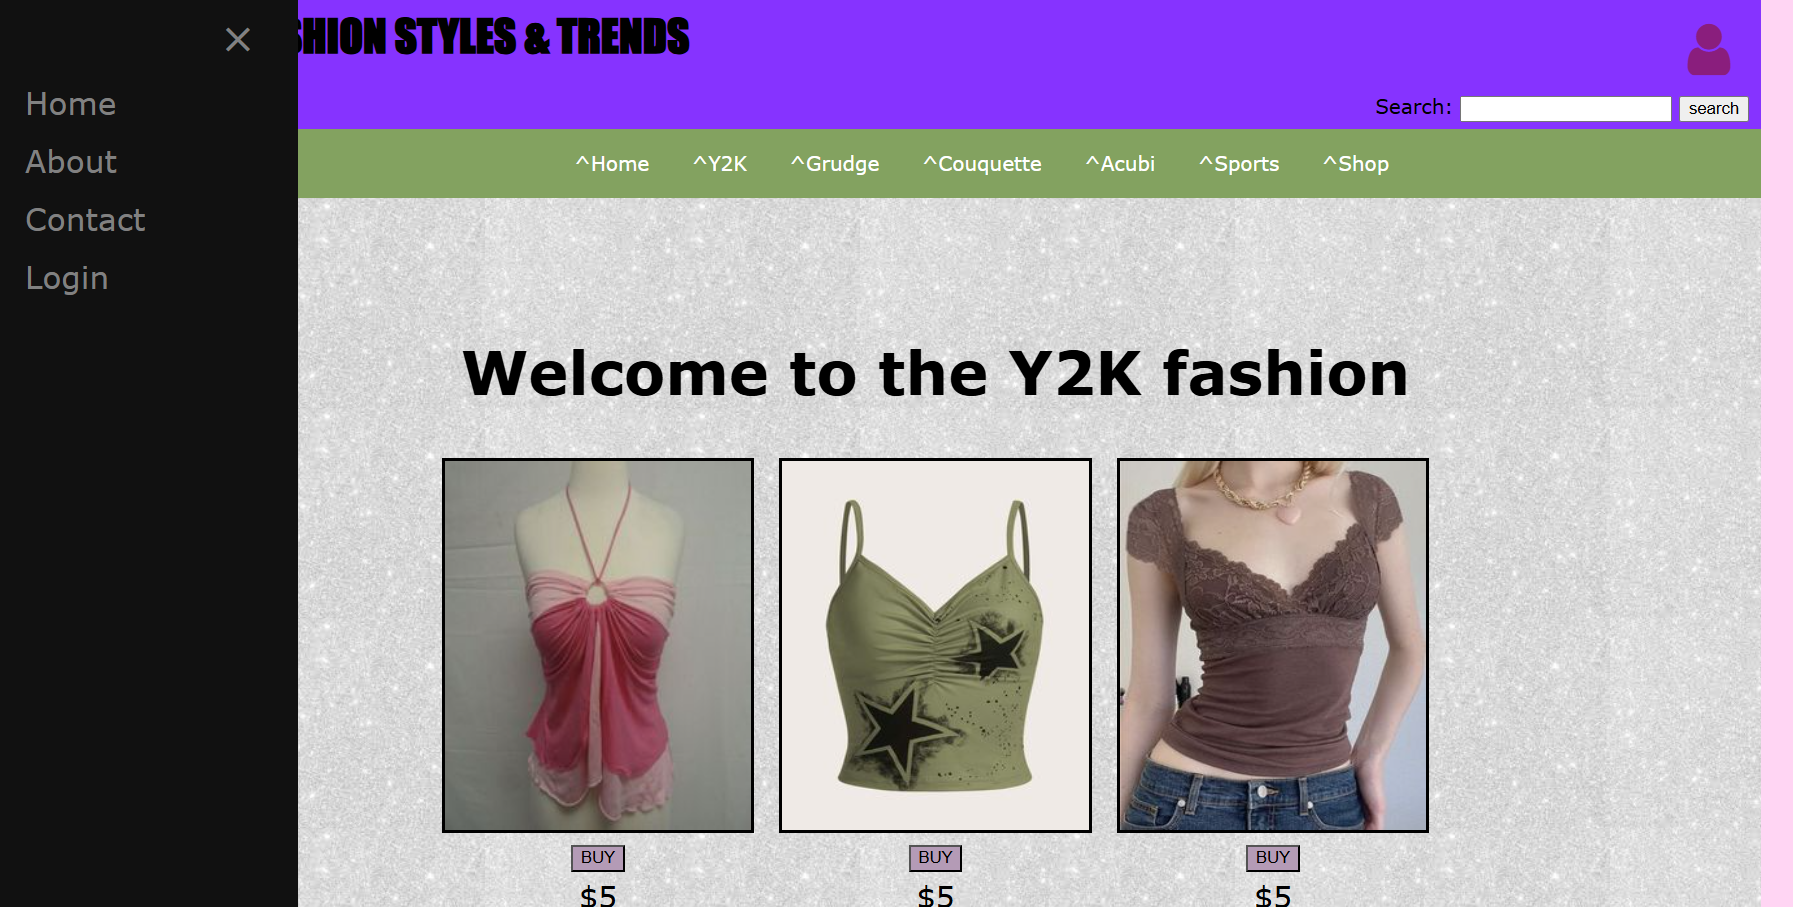 ×
SHION STYLES & TRENDS
Home
About
Contact
Login
Search: search
^Home ^Y2K ^Grudge ^Couquette ^Acubi ^Sports ^Shop
Welcome to the Y2K fashion
BUY BUY BUY
$5 $5 $5